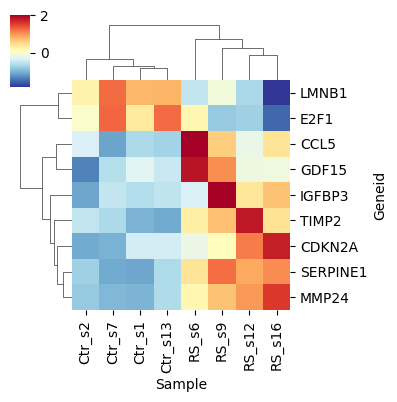 2
0
LMNB1
E2F1
CCL5
GDF15
IGFBP3
TIMP2
CDKN2A
SERPINE1
MMP24
Geneid
Ctr_s2
Ctr_s7
Ctr_s1
Ctr_s13
RS_s6
RS_s9
RS_s12
RS_s16
Sample